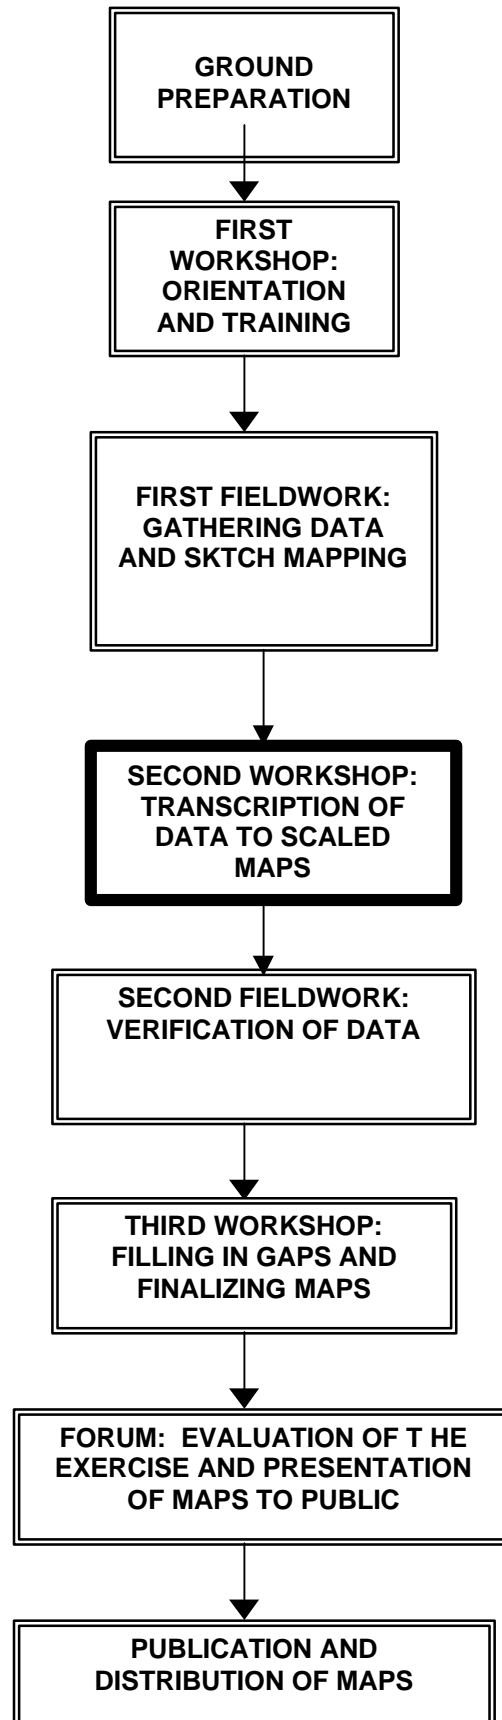 GROUND
PREPARATION
FIRST
WORKSHOP:
ORIENTATION
AND TRAINING
FIRST FIELDWORK:
GATHERING DATA
AND SKTCH MAPPING
SECOND WORKSHOP:
TRANSCRIPTION OF
DATA TO SCALED
MAPS
SECOND FIELDWORK:
VERIFICATION OF DATA
THIRD WORKSHOP:
FILLING IN GAPS AND
FINALIZING MAPS
FORUM:  EVALUATION OF T HE
EXERCISE AND PRESENTATION
OF MAPS TO PUBLIC
PUBLICATION AND
DISTRIBUTION OF MAPS